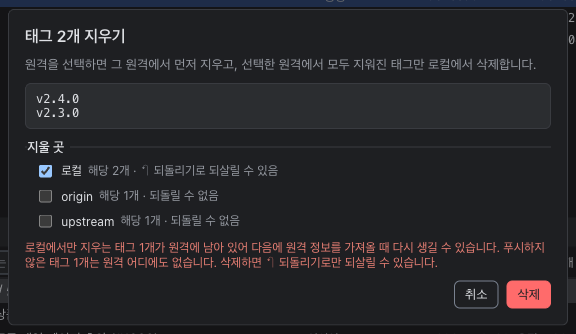 태그 2개 지우기
원격을 선택하면 그 원격에서 먼저 지우고, 선택한 원격에서 모두 지워진 태그만 로컬에서 삭제합니다.
v2.4.0
v2.3.0
지울 곳
로컬 해당 2개 · 되돌리기로 되살릴 수 있음
origin 해당 1개 · 되돌릴 수 없음
upstream 해당 1개 · 되돌릴 수 없음
로컬에서만 지우는 태그 1개가 원격에 남아 있어 다음에 원격 정보를 가져올 때 다시 생길 수 있습니다. 푸시하지
않은 태그 1개는 원격 어디에도 없습니다. 삭제하면 되돌리기로만 되살릴 수 있습니다.
취소 삭제